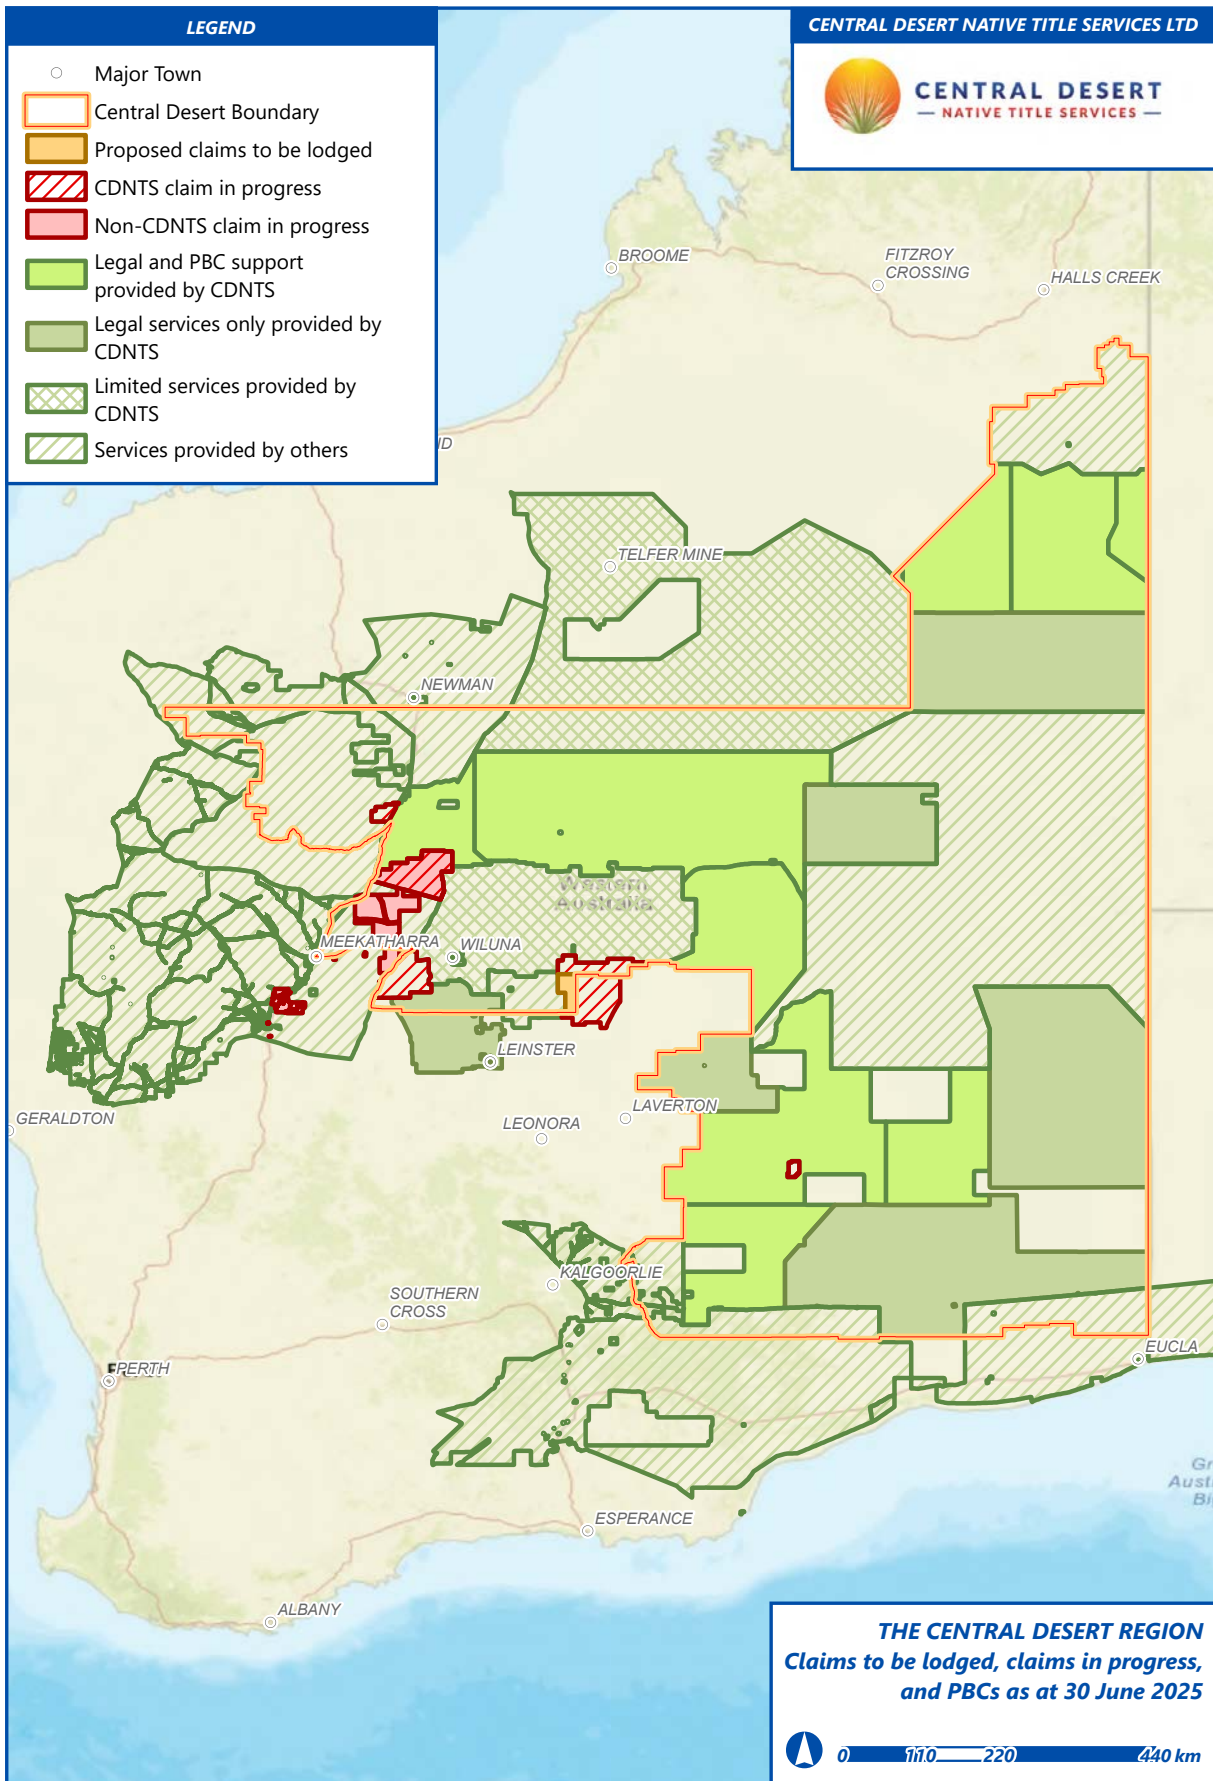 LEGEND
Major Town
Central Desert Boundary
Proposed claims to be lodged
CDNTS claim in progress
Non-CDNTS claim in progress
Legal and PBC support
provided by CDNTS
Legal services only provided by
CDNTS
Limited services provided by
CDNTS
Services provided by others
CENTRAL DESERT NATIVE TITLE SERVICES LTD
CENTRAL DESERT
— NATIVE TITLE SERVICES —
BROOME
FITZROY
CROSSING
HALLS CREEK
TELFER MINE
NEWMAN
Western
Australia
MEEKATHARRA
WILUNA
LEINSTER
GERALDTON
LEONORA
LAVERTON
KALGOORLIE
SOUTHERN
CROSS
PERTH
EUCLA
ESPERANCE
ALBANY
THE CENTRAL DESERT REGION
Claims to be lodged, claims in progress,
and PBCs as at 30 June 2025
0 110 220 440 km